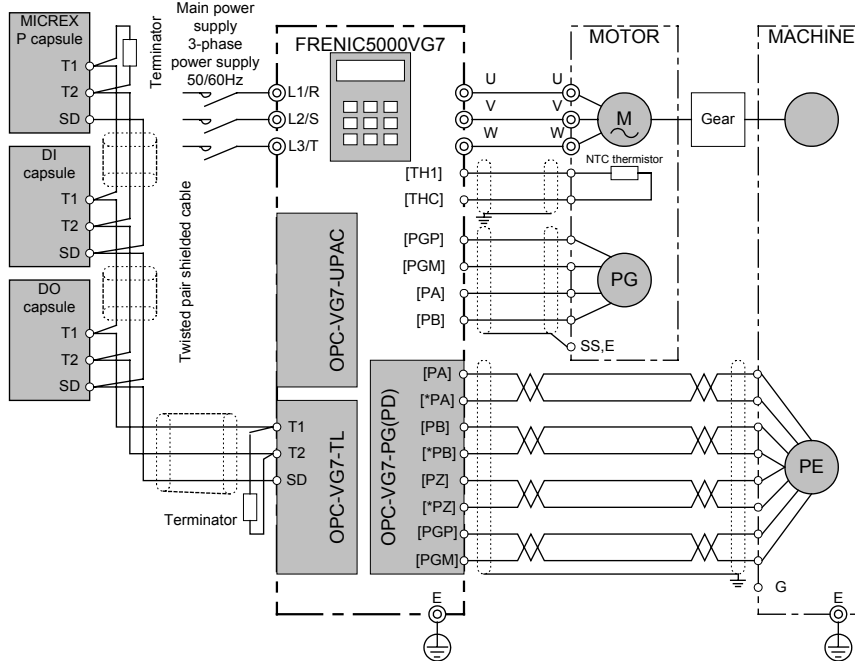 MICREX
P capsule
T1
T2
SD
Terminator
Main power
supply
3-phase
power supply
50/60Hz
FRENIC5000VG7
L1/R
L2/S
L3/T
U
V
W
MOTOR
U
V
W
M
Gear
MACHINE
NTC thermistor
[TH1]
[THC]
DI
capsule
T1
T2
SD
Twisted pair shielded cable
OPC-VG7-UPAC
[PGP]
[PGM]
[PA]
[PB]
PG
SS,E
DO
capsule
T1
T2
SD
OPC-VG7-TL
T1
T2
SD
Terminator
OPC-VG7-PG(PD)
[PA]
[*PA]
[PB]
[*PB]
[PZ]
[*PZ]
[PGP]
[PGM]
PE
G
E
E